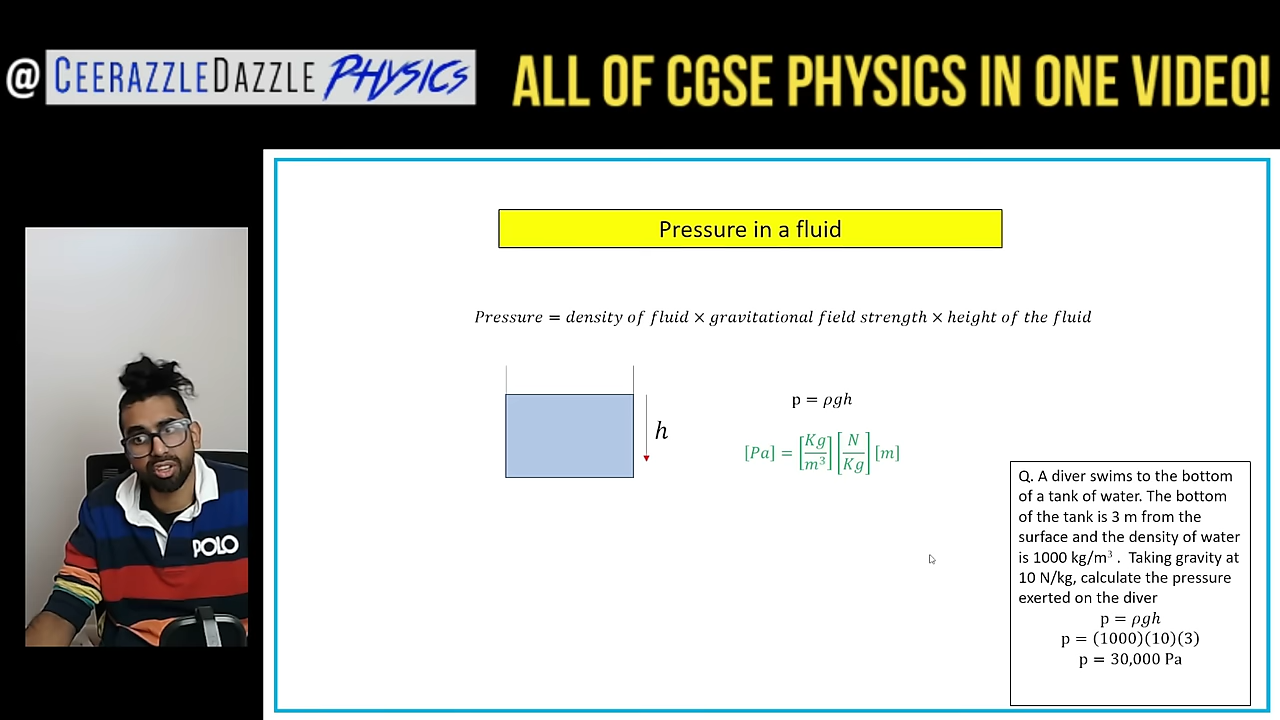 @ CEERAZZLEDAZZLE PHYSICS
ALL OF CGSE PHYSICS IN ONE VIDEO!
Pressure in a fluid
Pressure = density of fluid × gravitational field strength × height of the fluid
h
p = ρgh
[Pa] = [Kg/m³] [N/Kg] [m]
POLO
Q. A diver swims to the bottom
of a tank of water. The bottom
of the tank is 3 m from the
surface and the density of water
is 1000 kg/m³ . Taking gravity at
10 N/kg, calculate the pressure
exerted on the diver
p = ρgh
p = (1000)(10)(3)
p = 30,000 Pa